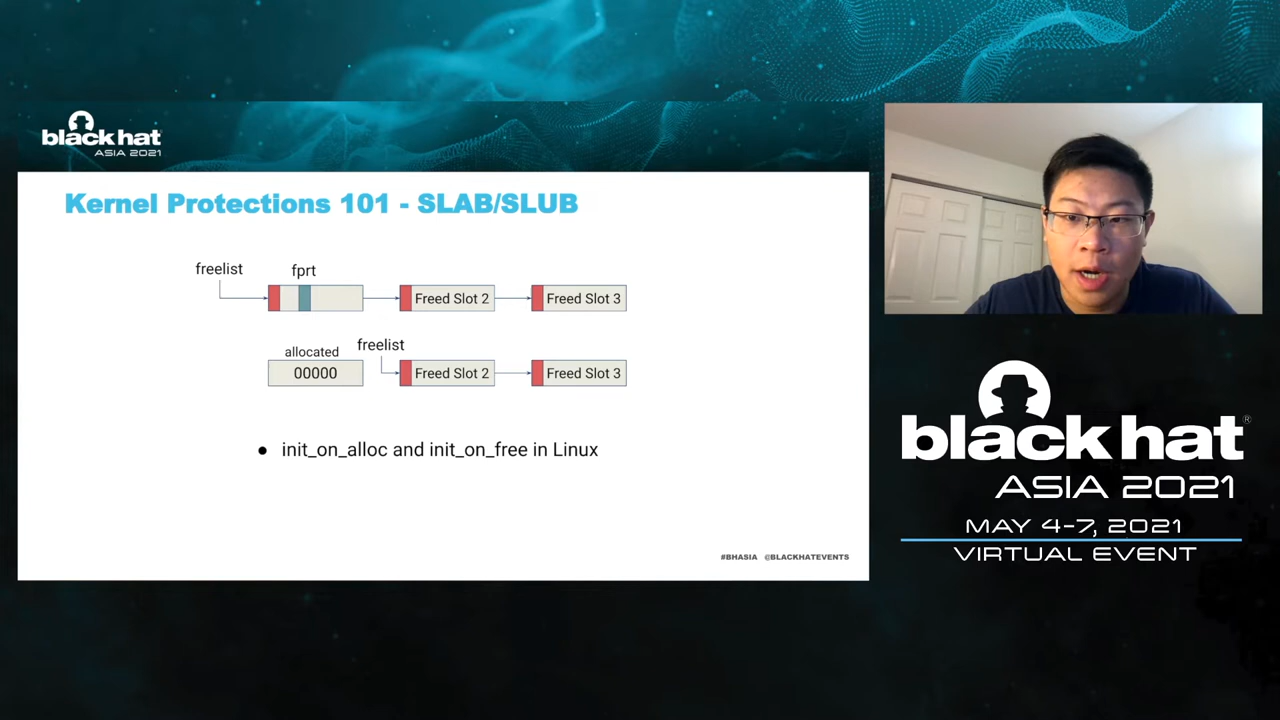 black hat
ASIA 2021
Kernel Protections 101 - SLAB/SLUB
freelist
fprt
Freed Slot 2
Freed Slot 3
allocated
freelist
00000
Freed Slot 2
Freed Slot 3
● init_on_alloc and init_on_free in Linux
#BHASIA @BLACKHATEVENTS
black hat®
ASIA 2021
MAY 4-7, 2021
VIRTUAL EVENT